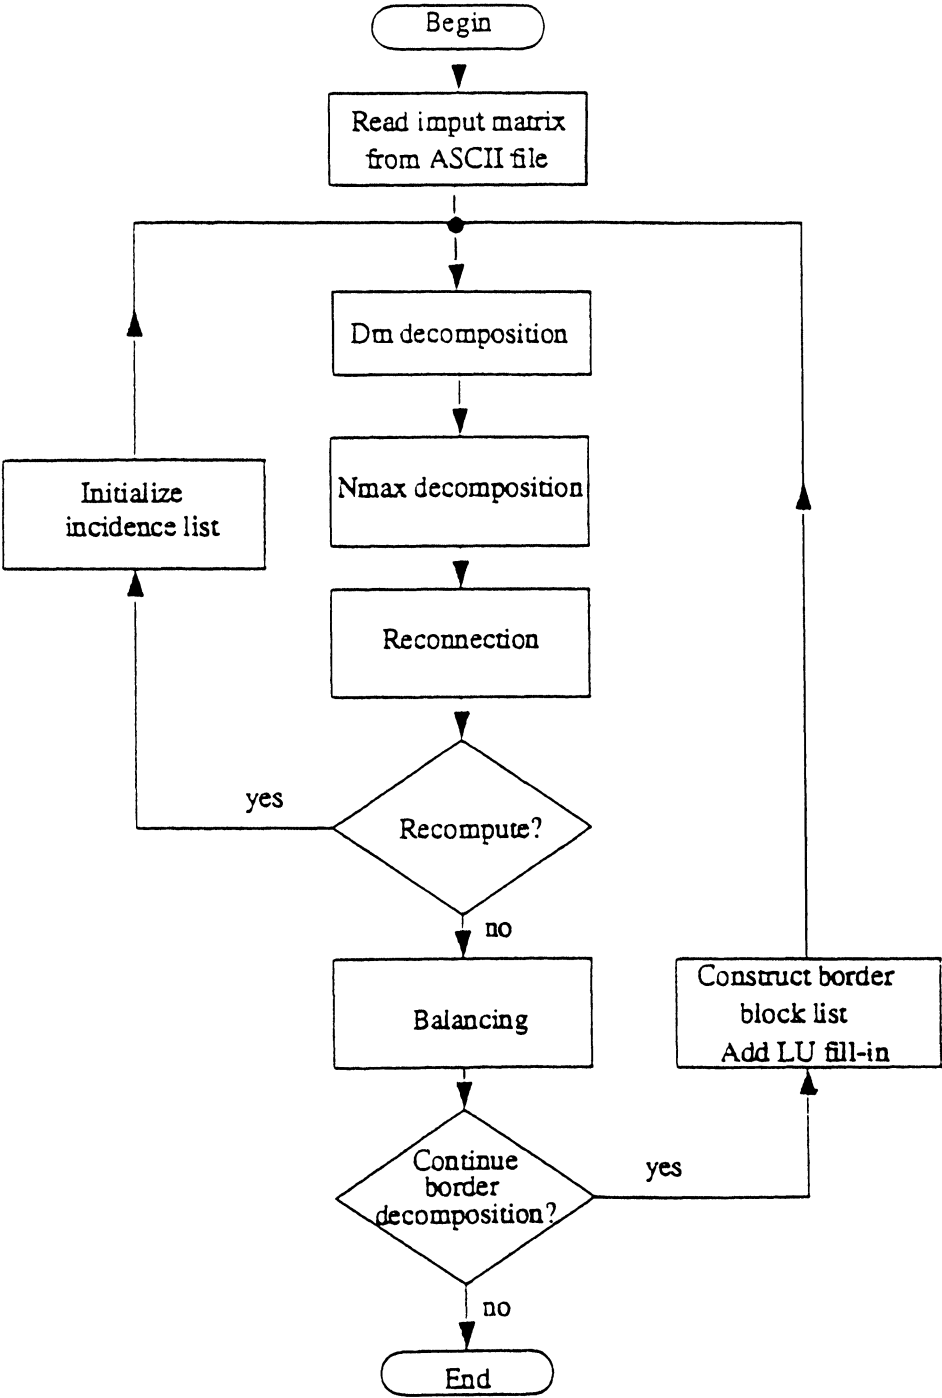 Begin
Read imput matrix
from ASCII file
Dm decomposition
Nmax decomposition
Initialize
incidence list
Reconnection
yes
Recompute?
no
Balancing
Construct border
block list
Add LU fill-in
Continue
border
decomposition?
yes
no
End